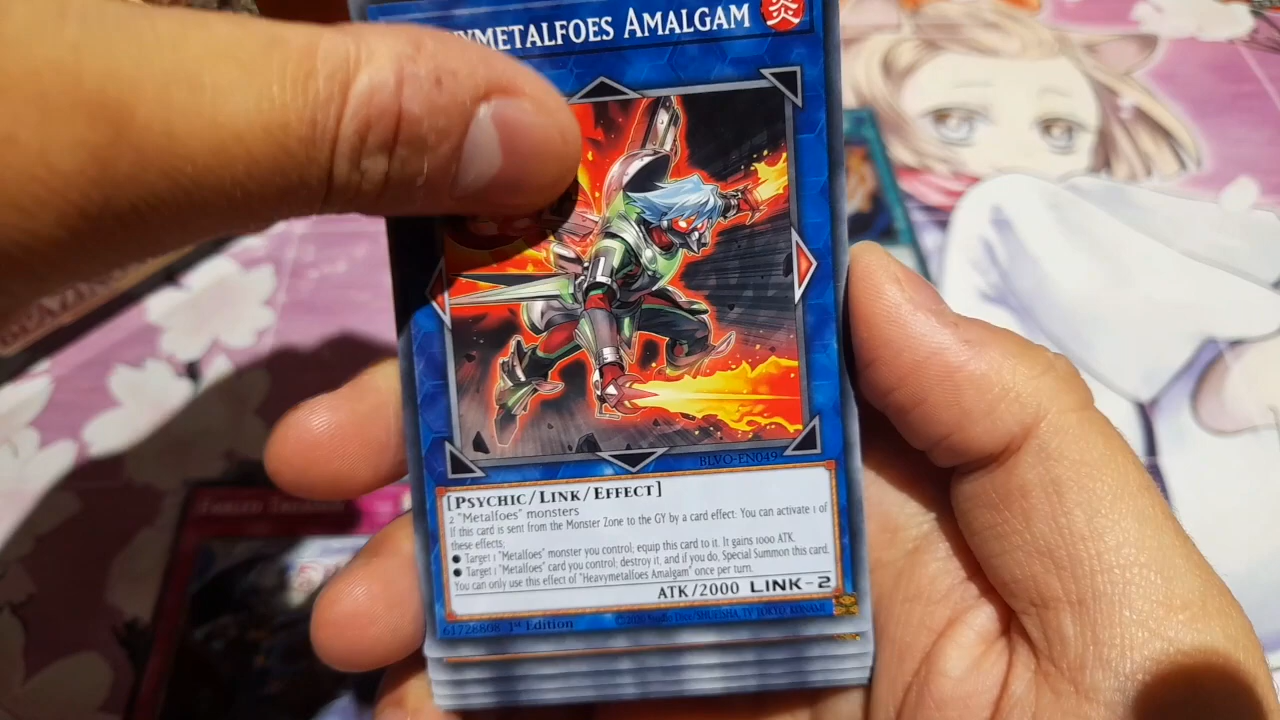 VYMETALFOES AMALGAM 炎
BLVO-EN049
[PSYCHIC/LINK/EFFECT]
2 "Metalfoes" monsters
If this card is sent from the Monster Zone to the GY by a card effect: You can activate 1 of
these effects.
● Target 1 "Metalfoes" monster you control; equip this card to it. It gains 1000 ATK.
● Target 1 "Metalfoes" card you control; destroy it, and if you do, Special Summon this card.
You can only use this effect of "Heavymetalfoes Amalgam" once per turn.
ATK/2000 LINK-2
61728808 1st Edition ©2020 Studio Dice/SHUEISHA, TV TOKYO, KONAMI